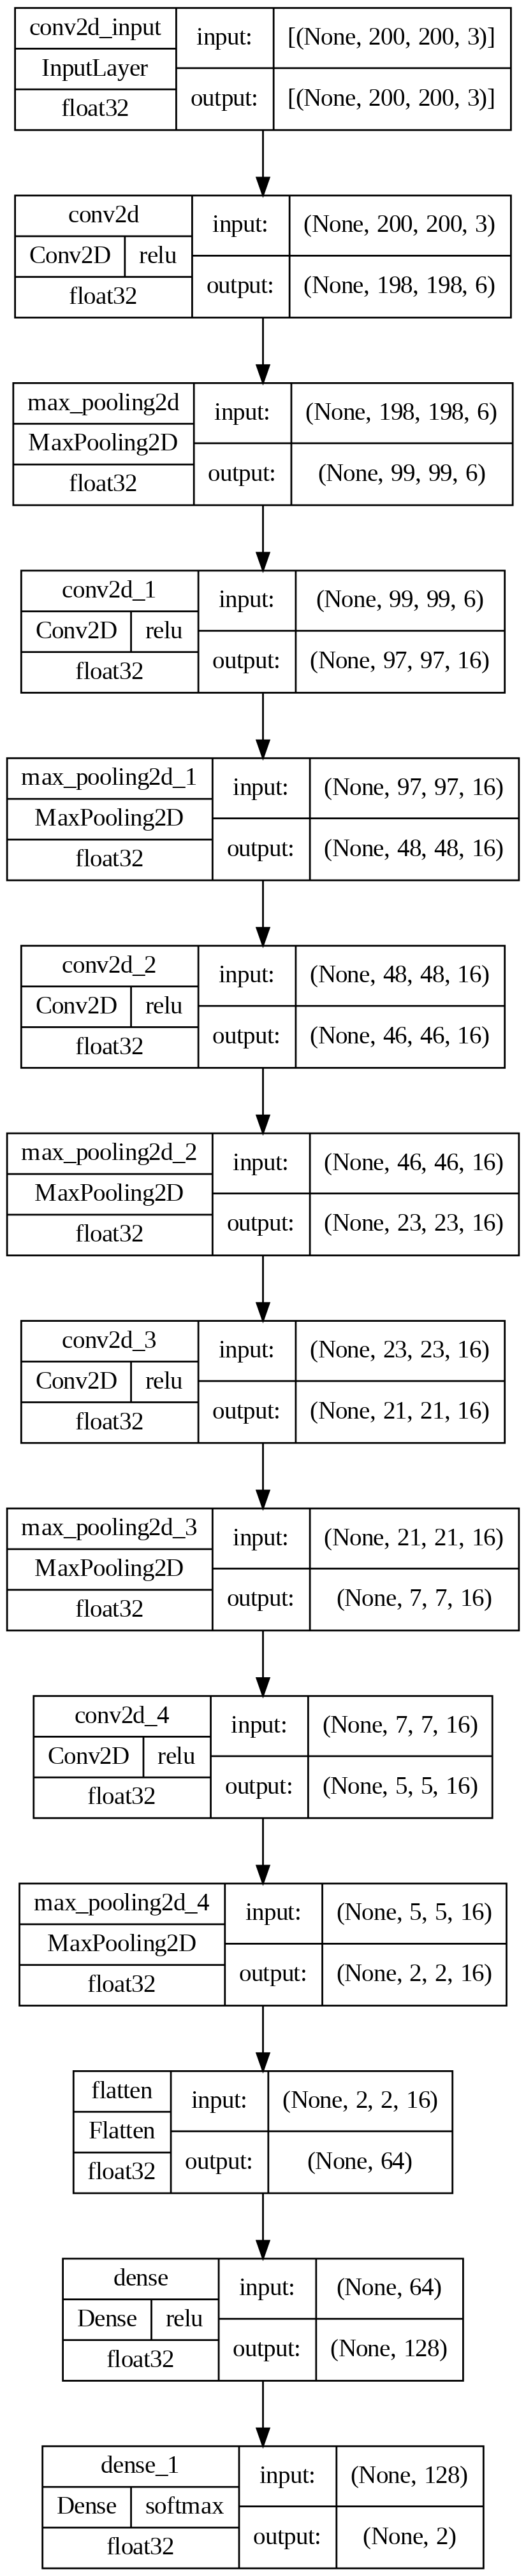 conv2d_input
InputLayer
float32
input: [(None, 200, 200, 3)]
output: [(None, 200, 200, 3)]
conv2d
Conv2D relu
float32
input: (None, 200, 200, 3)
output: (None, 198, 198, 6)
max_pooling2d
MaxPooling2D
float32
input: (None, 198, 198, 6)
output: (None, 99, 99, 6)
conv2d_1
Conv2D relu
float32
input: (None, 99, 99, 6)
output: (None, 97, 97, 16)
max_pooling2d_1
MaxPooling2D
float32
input: (None, 97, 97, 16)
output: (None, 48, 48, 16)
conv2d_2
Conv2D relu
float32
input: (None, 48, 48, 16)
output: (None, 46, 46, 16)
max_pooling2d_2
MaxPooling2D
float32
input: (None, 46, 46, 16)
output: (None, 23, 23, 16)
conv2d_3
Conv2D relu
float32
input: (None, 23, 23, 16)
output: (None, 21, 21, 16)
max_pooling2d_3
MaxPooling2D
float32
input: (None, 21, 21, 16)
output: (None, 7, 7, 16)
conv2d_4
Conv2D relu
float32
input: (None, 7, 7, 16)
output: (None, 5, 5, 16)
max_pooling2d_4
MaxPooling2D
float32
input: (None, 5, 5, 16)
output: (None, 2, 2, 16)
flatten
Flatten
float32
input: (None, 2, 2, 16)
output: (None, 64)
dense
Dense relu
float32
input: (None, 64)
output: (None, 128)
dense_1
Dense softmax
float32
input: (None, 128)
output: (None, 2)